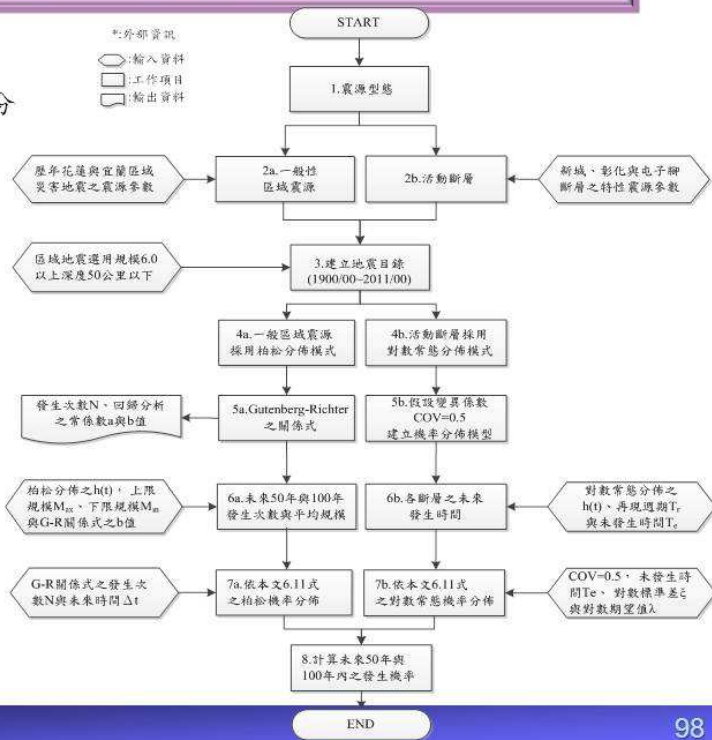 START
*:外部資訊
:輸入資料
:工作項目
:輸出資料
分
1.震源型態
歷年花蓮與宜蘭區域
災害地震之震源參數
2a.一般性
區域震源
2b.活動斷層
新城、彰化與屯子腳
斷層之特性震源參數
區域地震選用規模6.0
以上深度50公里以下
3.建立地震目錄
(1900/00~2011/00)
4a.一般區域震源
採用柏松分佈模式
4b.活動斷層採用
對數常態分佈模式
發生次數N、回歸分析
之常係數a與b值
5a.Gutenberg-Richter
之關係式
5b.假設變異係數
COV=0.5
建立機率分佈模型
柏松分佈之h(t)，上限
規模Mmx、下限規模Mm
與G-R關係式之b值
6a.未來50年與100年
發生次數與平均規模
6b.各斷層之未來
發生時間
對數常態分佈之
h(t)、再現週期Tr
與未發生時間Te
G-R關係式之發生次
數N與未來時間Δt
7a.依本文6.11式
之柏松機率分佈
7b.依本文6.11式
之對數常態機率分佈
COV=0.5，未發生時
間Te、對數標準差ξ
與對數期望值λ
8.計算未來50年與
100年內之發生機率
END
98